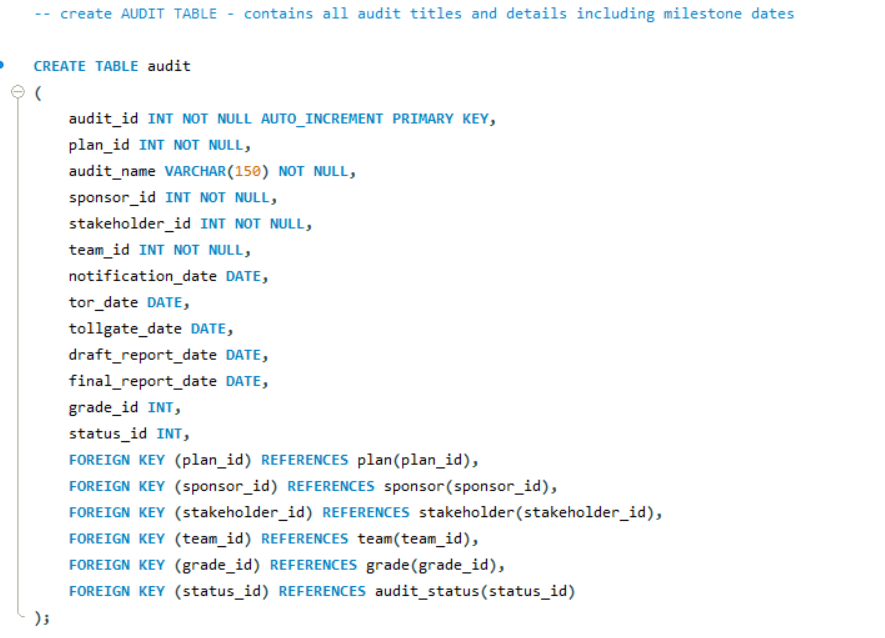 -- create AUDIT TABLE - contains all audit titles and details including milestone dates
CREATE TABLE audit
(
audit_id INT NOT NULL AUTO_INCREMENT PRIMARY KEY,
plan_id INT NOT NULL,
audit_name VARCHAR(150) NOT NULL,
sponsor_id INT NOT NULL,
stakeholder_id INT NOT NULL,
team_id INT NOT NULL,
notification_date DATE,
tor_date DATE,
tollgate_date DATE,
draft_report_date DATE,
final_report_date DATE,
grade_id INT,
status_id INT,
FOREIGN KEY (plan_id) REFERENCES plan(plan_id),
FOREIGN KEY (sponsor_id) REFERENCES sponsor(sponsor_id),
FOREIGN KEY (stakeholder_id) REFERENCES stakeholder(stakeholder_id),
FOREIGN KEY (team_id) REFERENCES team(team_id),
FOREIGN KEY (grade_id) REFERENCES grade(grade_id),
FOREIGN KEY (status_id) REFERENCES audit_status(status_id)
);